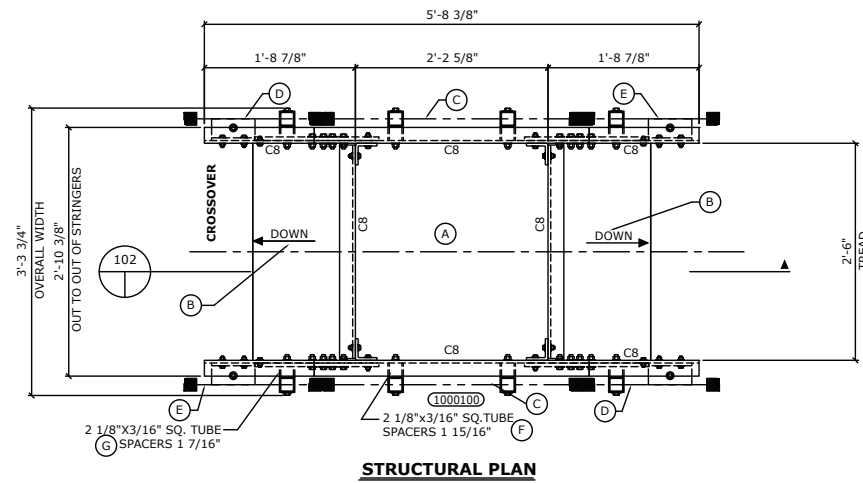 5'-8 3/8"
1'-8 7/8"
2'-2 5/8"
1'-8 7/8"
D
C
E
C8
C8
C8
CROSSOVER
3'-3 3/4"
OVERALL WIDTH
2'-10 3/8"
OUT TO OUT OF STRINGERS
102
DOWN
B
C8
A
C8
DOWN
B
2'-6"
TREAD
C8
C8
E
1000100
C
D
2 1/8"X3/16" SQ. TUBE
G SPACERS 1 7/16"
2 1/8"x3/16" SQ.TUBE
SPACERS 1 15/16" F
STRUCTURAL PLAN